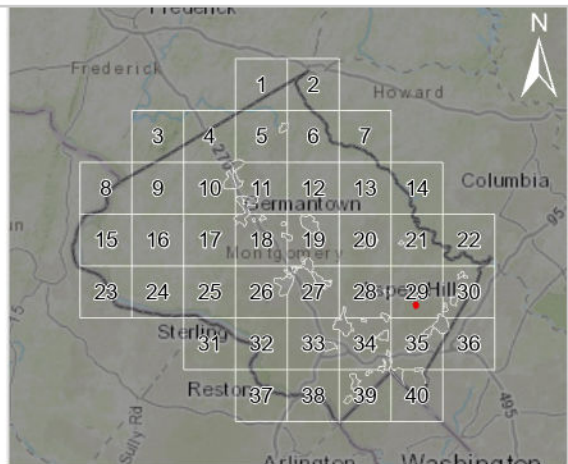 Frederick
N
Frederick
1 2
Howard
3 4 5 6 7
270
8 9 10 11 12 13 14
Columbia
Germantown
95
15 16 17 18 19 20 21 22
Montgomery
23 24 25 26 27 28 29 30
Aspen Hill
15
Sterling
31 32 33 34 35 36
Reston
37 38 39 40
495
Sully Rd
Arlington Washington